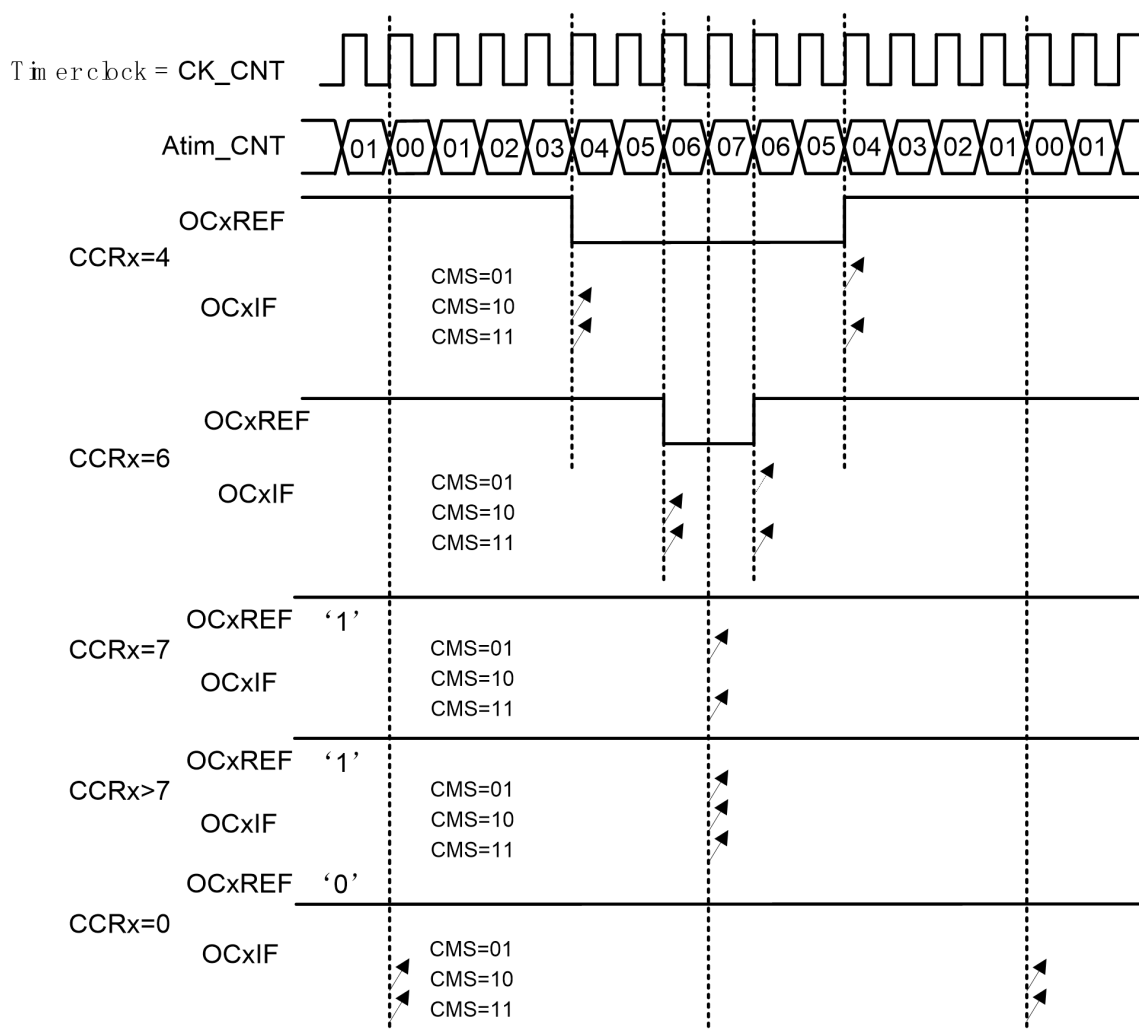 Timerclock = CK_CNT
Atim_CNT 01 00 01 02 03 04 05 06 07 06 05 04 03 02 01 00 01
OCxREF
CCRx=4
CMS=01
OCxIF CMS=10
CMS=11
OCxREF
CCRx=6
CMS=01
OCxIF CMS=10
CMS=11
OCxREF ‘1’
CCRx=7 CMS=01
OCxIF CMS=10
CMS=11
OCxREF ‘1’
CCRx>7 CMS=01
OCxIF CMS=10
CMS=11
OCxREF ‘0’
CCRx=0
OCxIF CMS=01
CMS=10
CMS=11